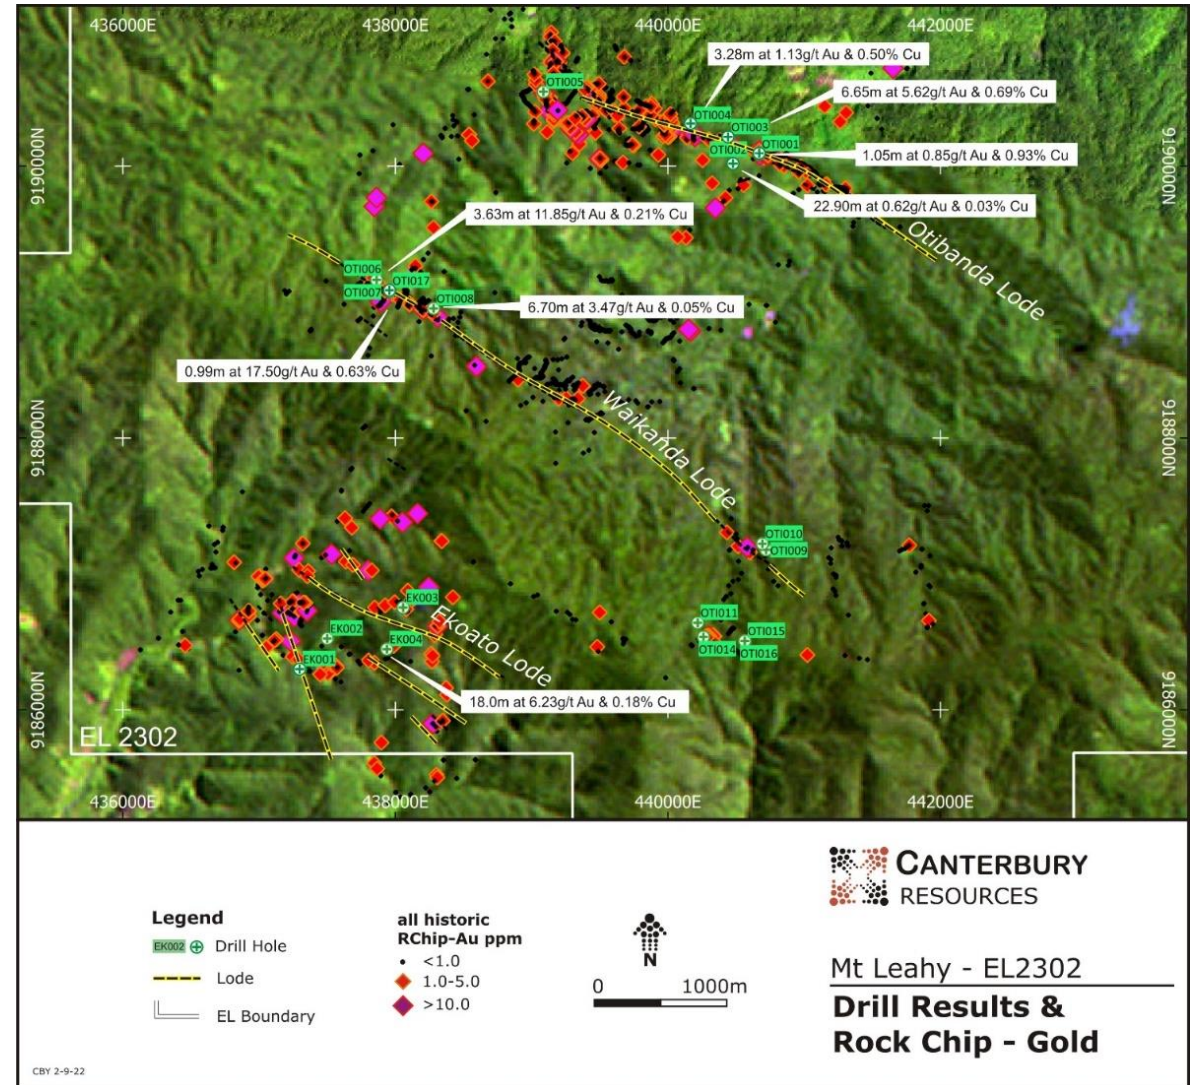 436000E
438000E
440000E
442000E
3.28m at 1.13g/t Au & 0.50% Cu
OTI005
6.65m at 5.62g/t Au & 0.69% Cu
OTI004
OTI003
OTI002
OTI001
1.05m at 0.85g/t Au & 0.93% Cu
9190000N
9190000N
22.90m at 0.62g/t Au & 0.03% Cu
3.63m at 11.85g/t Au & 0.21% Cu
Otibanda Lode
OTI006
OTI017
OTI007
OTI008
6.70m at 3.47g/t Au & 0.05% Cu
0.99m at 17.50g/t Au & 0.63% Cu
Waikanda Lode
9188000N
9188000N
OTI010
OTI009
EK003
Ekoato Lode
OTI011
EK002
OTI015
EK004
OTI014
OTI016
EK001
18.0m at 6.23g/t Au & 0.18% Cu
9186000N
9186000N
EL 2302
436000E
438000E
440000E
442000E
CANTERBURY
RESOURCES
Legend
EK002 Drill Hole
Lode
EL Boundary
all historic
RChip-Au ppm
<1.0
1.0-5.0
>10.0
N
0 1000m
Mt Leahy - EL2302
Drill Results &
Rock Chip - Gold
CBY 2-9-22